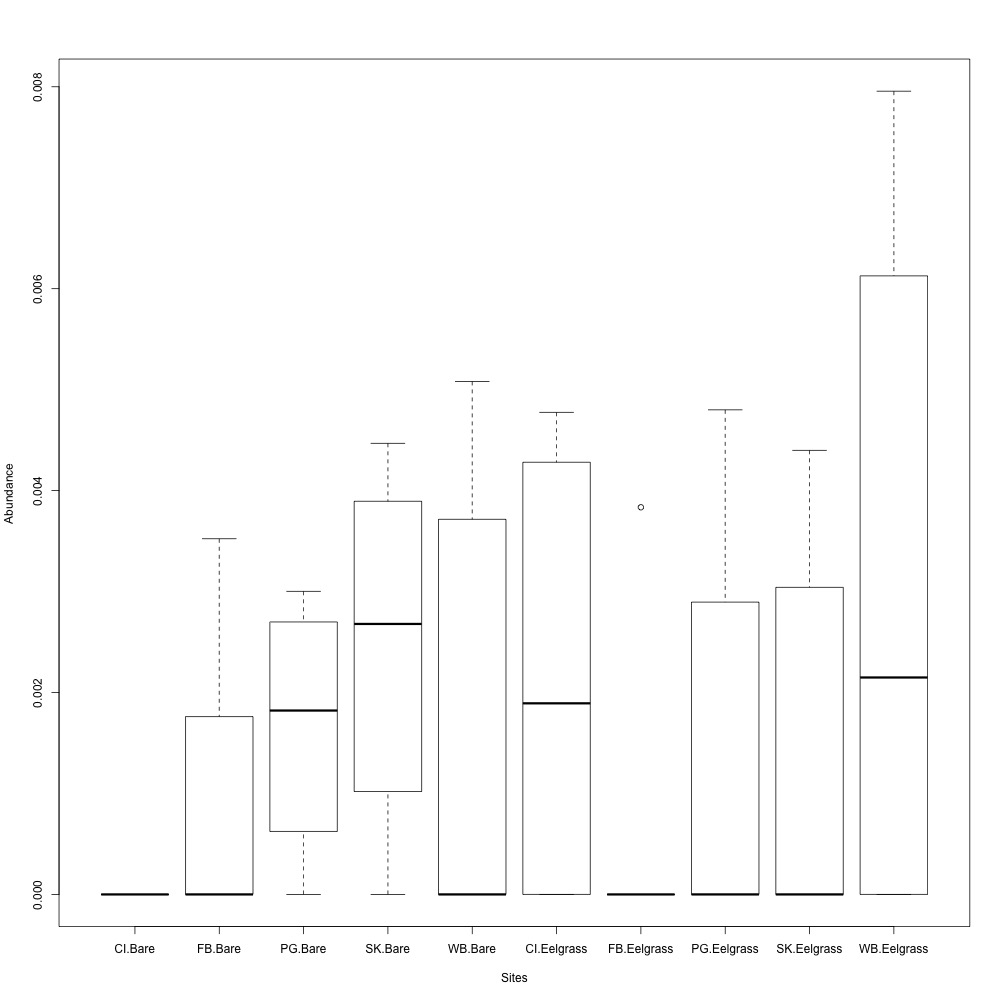 0.008
0.006
0.004
0.002
0.000
Abundance
CI.Bare
FB.Bare
PG.Bare
SK.Bare
WB.Bare
CI.Eelgrass
FB.Eelgrass
PG.Eelgrass
SK.Eelgrass
WB.Eelgrass
Sites